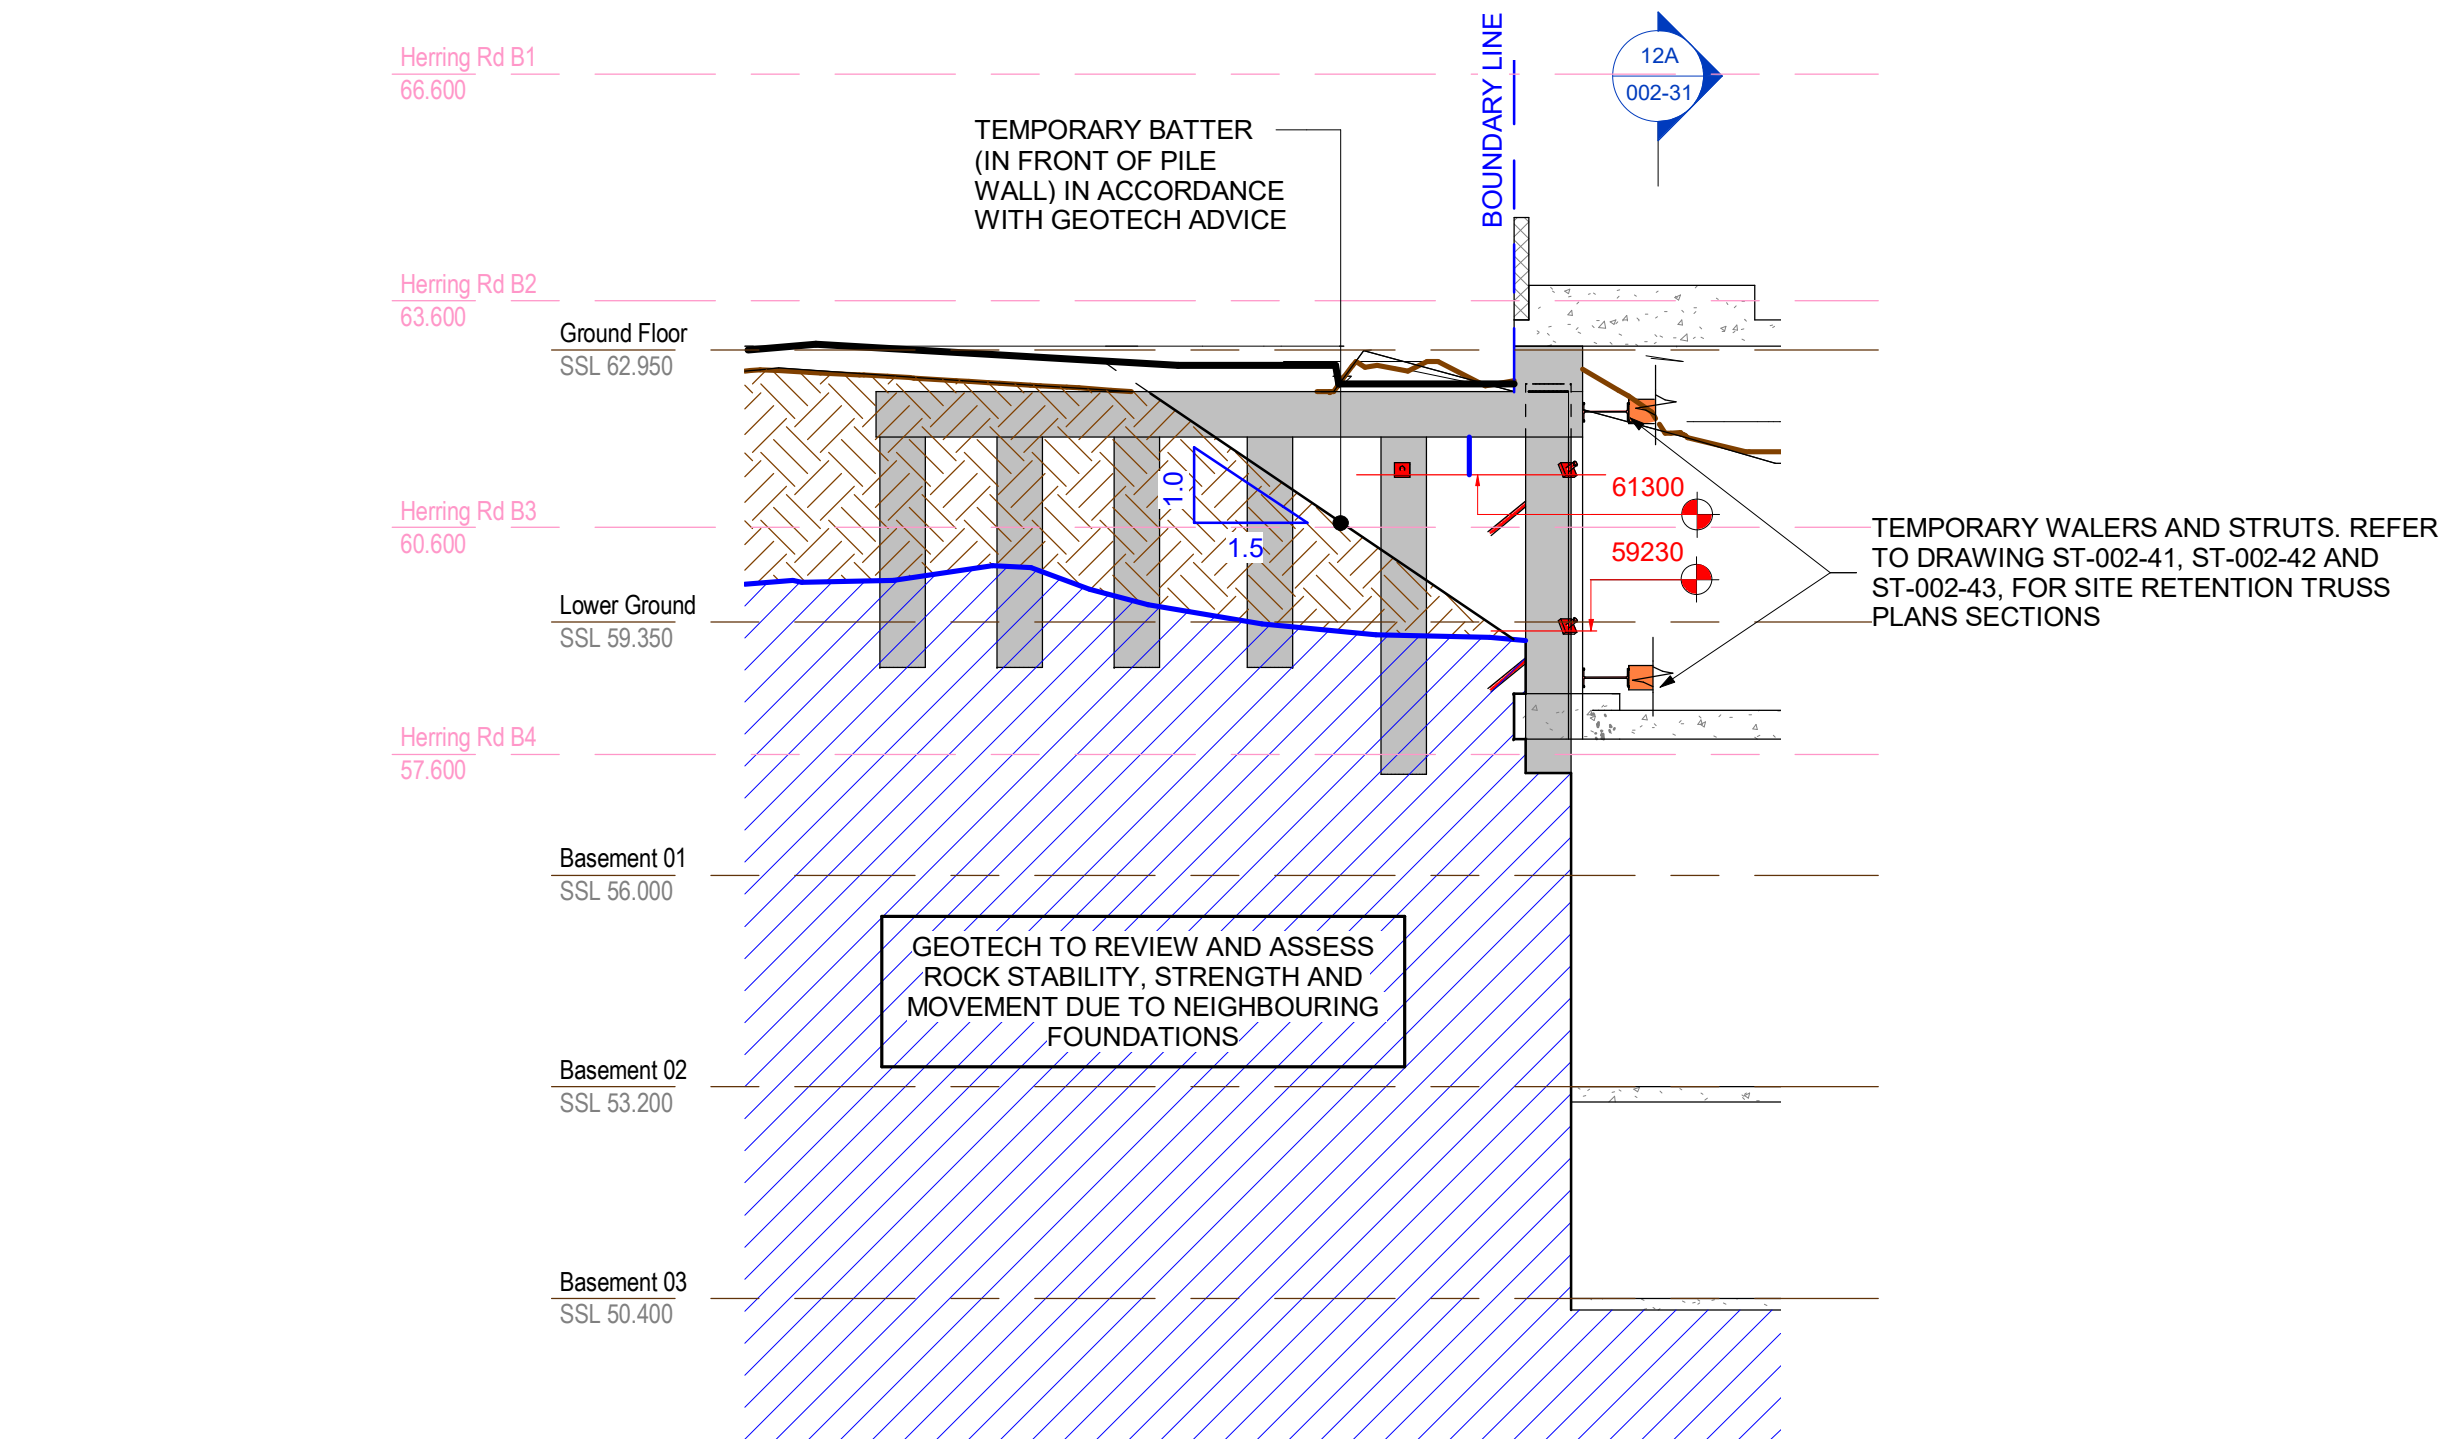 Herring Rd B1
66.600
TEMPORARY BATTER
(IN FRONT OF PILE
WALL) IN ACCORDANCE
WITH GEOTECH ADVICE
BOUNDARY LINE
12A
002-31
Herring Rd B2
63.600
Ground Floor
SSL 62.950
1.0
1.5
61300
59230
Herring Rd B3
60.600
TEMPORARY WALERS AND STRUTS. REFER
TO DRAWING ST-002-41, ST-002-42 AND
ST-002-43, FOR SITE RETENTION TRUSS
PLANS SECTIONS
Lower Ground
SSL 59.350
Herring Rd B4
57.600
Basement 01
SSL 56.000
GEOTECH TO REVIEW AND ASSESS
ROCK STABILITY, STRENGTH AND
MOVEMENT DUE TO NEIGHBOURING
FOUNDATIONS
Basement 02
SSL 53.200
Basement 03
SSL 50.400